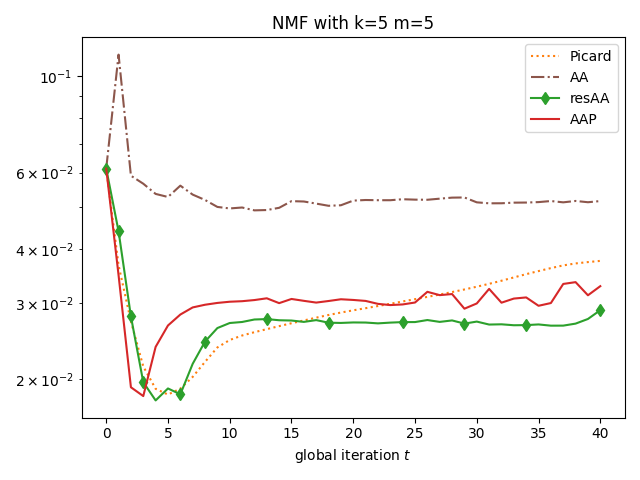 NMF with k=5 m=5
10⁻¹
6 × 10⁻²
4 × 10⁻²
3 × 10⁻²
2 × 10⁻²
Picard
AA
resAA
AAP
0 5 10 15 20 25 30 35 40
global iteration t